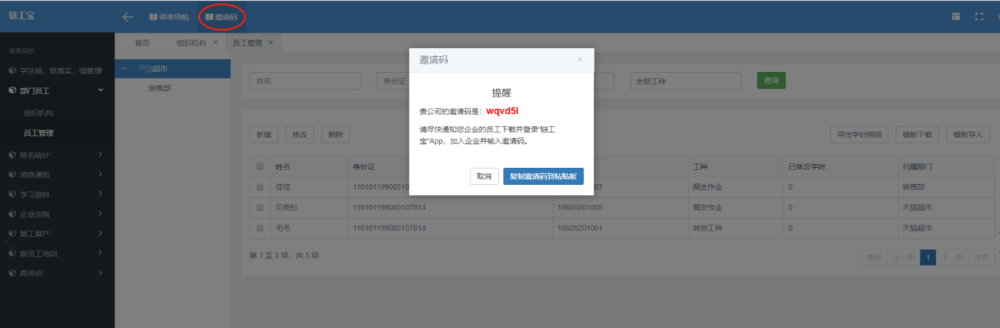 链工宝
菜单导航
邀请码
首页
组织机构 ×
员工管理 ×
菜单导航
学法规，抓落实，强管理
部门员工
组织机构
员工管理
排名统计
消息通知
学习资料
企业定制
复工复产
新员工培训
再培训
超市
销售部
姓名
身份证
全部工种
查询
新建
修改
删除
导出学时明细
模板下载
模板导入
邀请码 ×
提醒
贵公司的邀请码是：wqvd5l
请尽快通知您企业的员工下载并登录“链工
宝”App，加入企业并输入邀请码。
取消
复制邀请码到粘贴板
姓名 身份证 工种 已修总学时 归属部门
佳佳 11010119900310 07 掘支作业 0 销售部
贝壳杉 110101199003107814 18605201005 掘支作业 0 天猫超市
毛毛 110101199003107814 18605201001 其他工种 0 天猫超市
第 1 至 3 项，共 3 项
首页 上一页 1 下一页 末页